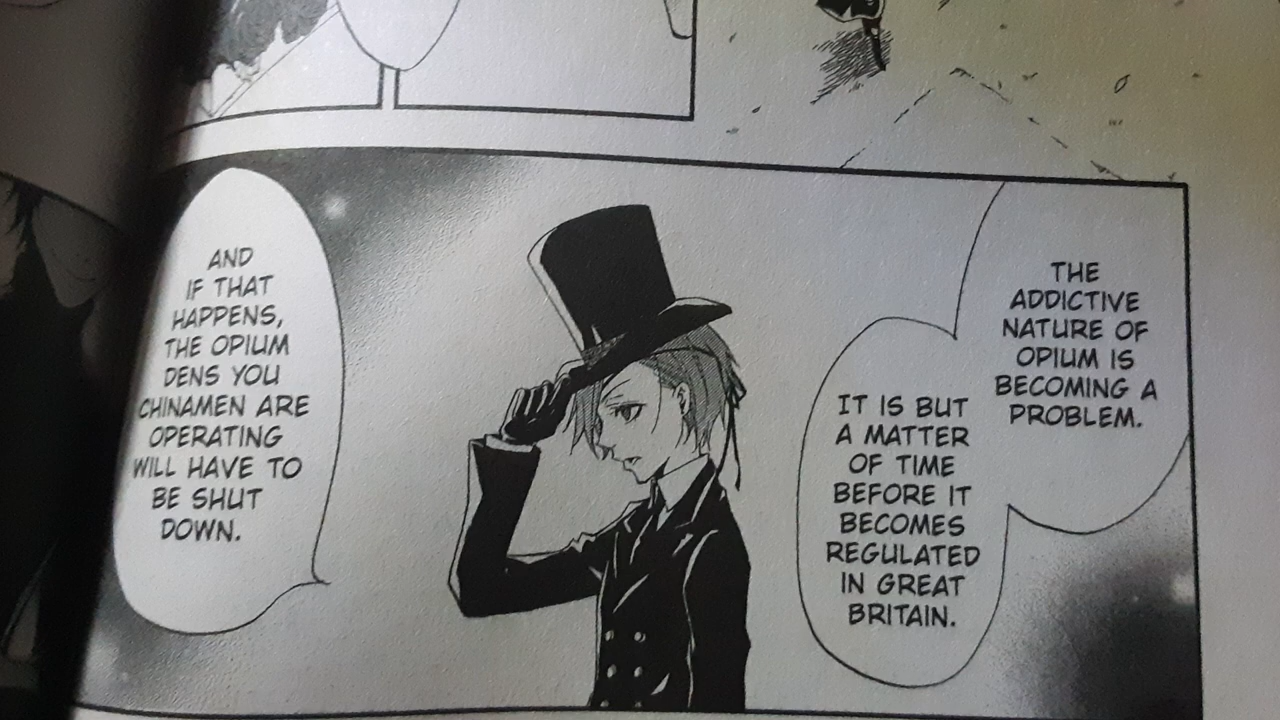 THE
ADDICTIVE
NATURE OF
OPIUM IS
BECOMING A
PROBLEM.
IT IS BUT
A MATTER
OF TIME
BEFORE IT
BECOMES
REGULATED
IN GREAT
BRITAIN.
AND
IF THAT
HAPPENS,
THE OPIUM
DENS YOU
CHINAMEN ARE
OPERATING
WILL HAVE TO
BE SHUT
DOWN.